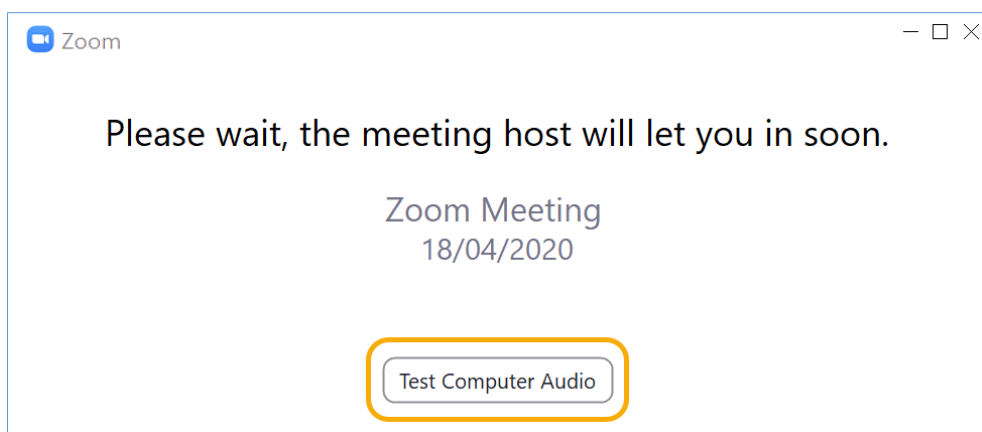 Zoom
Please wait, the meeting host will let you in soon.
Zoom Meeting
18/04/2020
Test Computer Audio